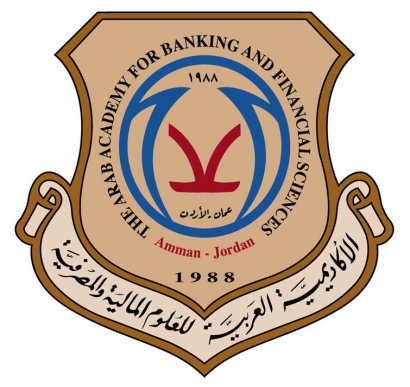 THE ARAB ACADEMY FOR BANKING AND FINANCIAL SCIENCES
١٩٨٨
عمان - الأردن
Amman - Jordan
1988
الأكاديمية العربية للعلوم المالية والمصرفية